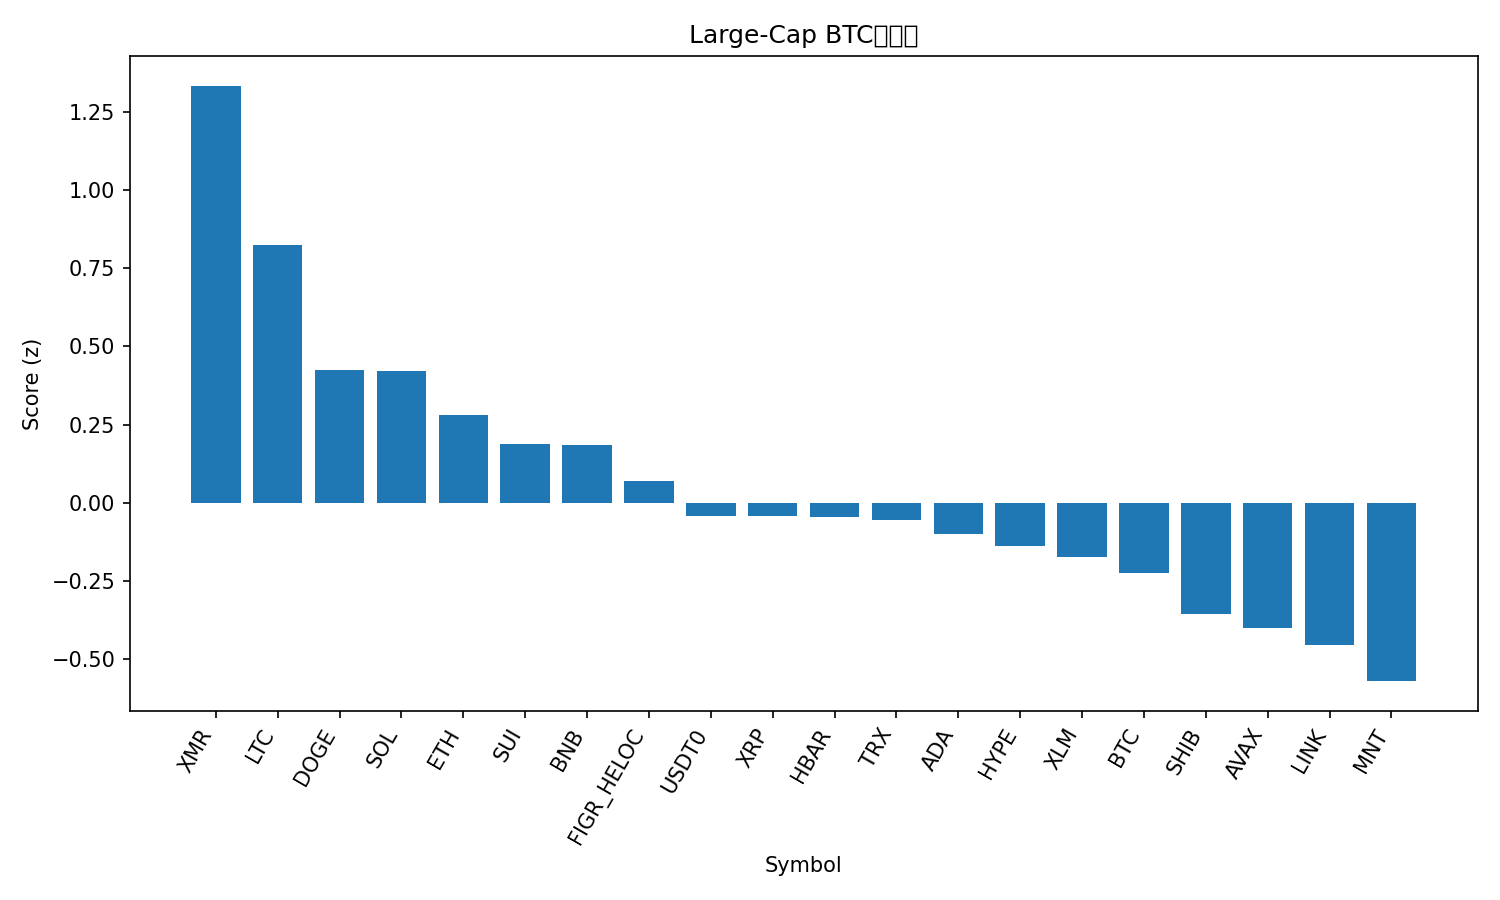 Large-Cap BTC
Score (z)
1.25
1.00
0.75
0.50
0.25
0.00
−0.25
−0.50
XMR
LTC
DOGE
SOL
ETH
SUI
BNB
FIGR_HELOC
USDT0
XRP
HBAR
TRX
ADA
HYPE
XLM
BTC
SHIB
AVAX
LINK
MNT
Symbol